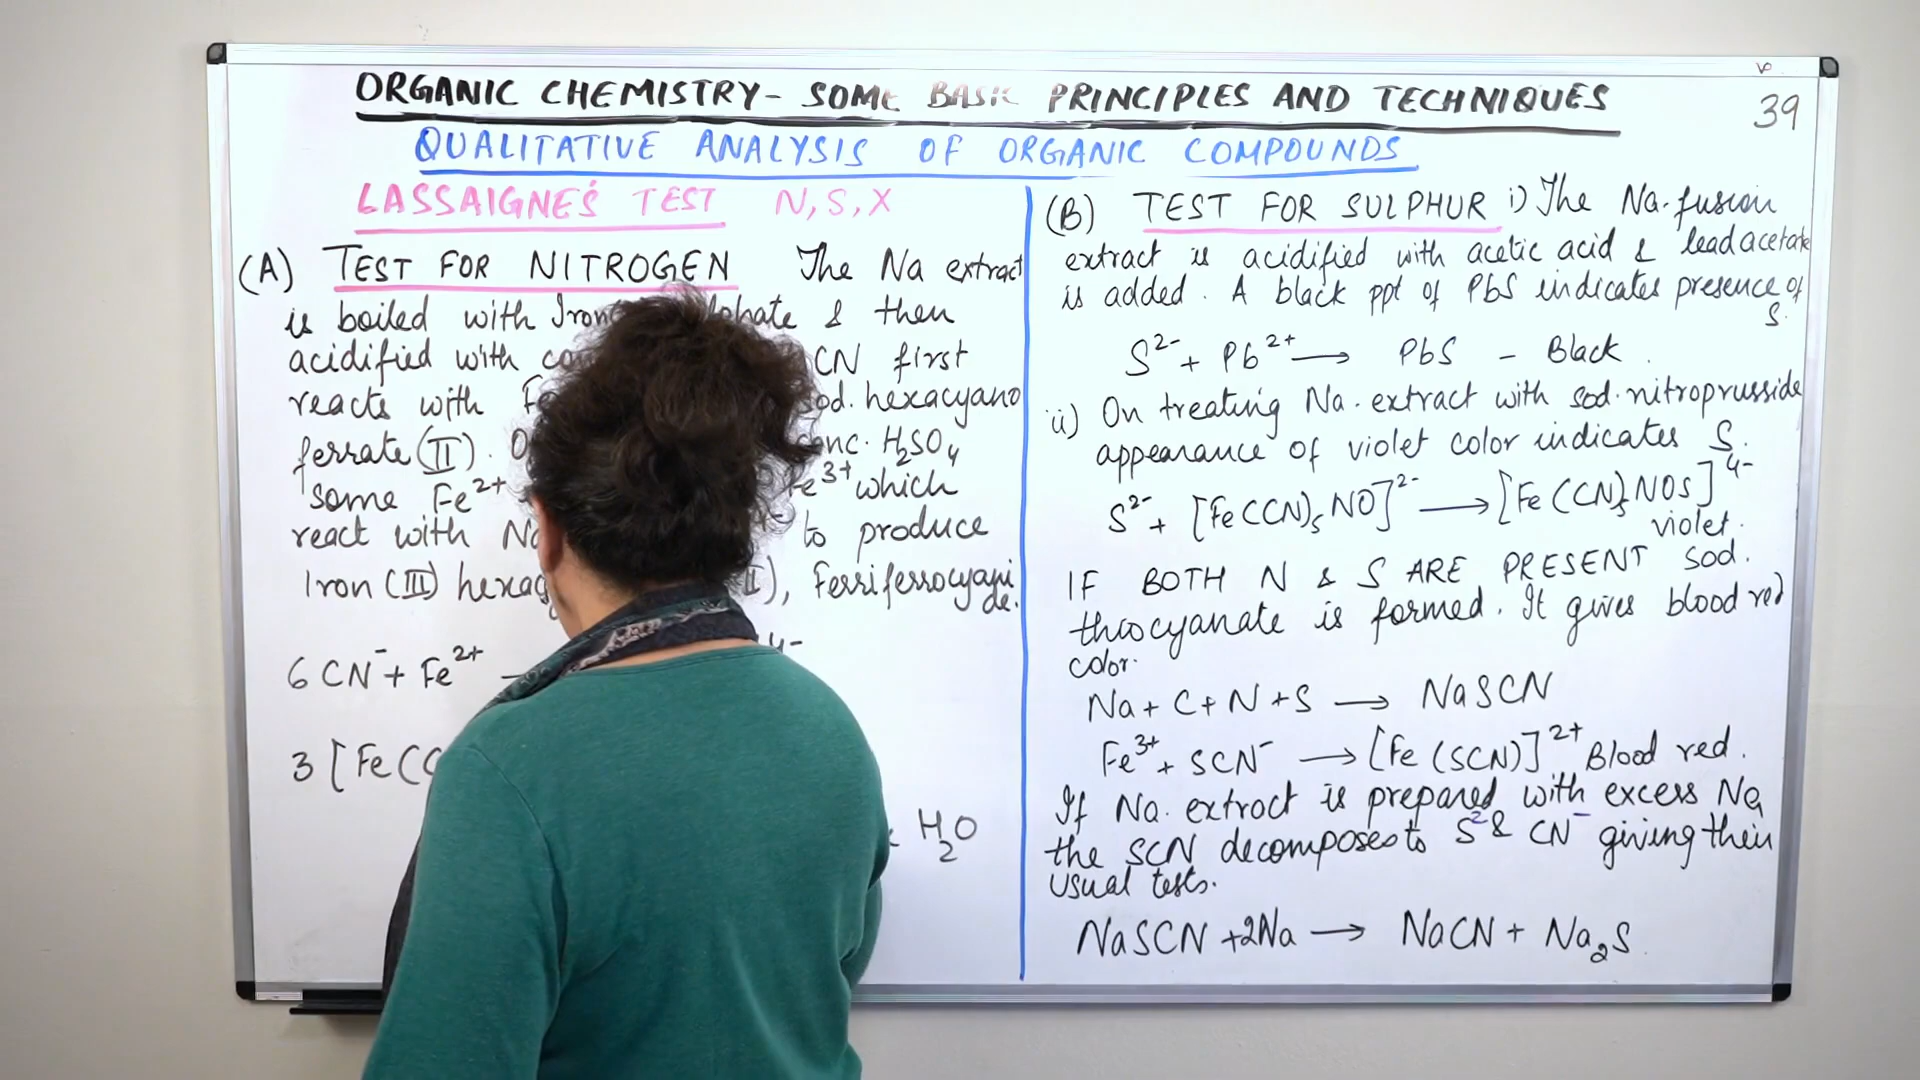 ORGANIC CHEMISTRY- SOME BASIC PRINCIPLES AND TECHNIQUES
39
QUALITATIVE ANALYSIS OF ORGANIC COMPOUNDS
LASSAIGNE'S TEST N, S, X
(A) TEST FOR NITROGEN The Na extract
is boiled with Iron & then
acidified with CN first
reacts with sod. hexacyano
ferrate (II). conc. H₂SO₄
some Fe²⁺ Fe³⁺ which
react with to produce
Iron (III) Ferriferrocyani
de.
6 CN⁻ + Fe²⁺ 4-
3 [Fe(C
H₂O
(B) TEST FOR SULPHUR i) The Na. fusion
extract is acidified with acetic acid & lead acetate
is added. A black ppt of PbS indicates presence of
S.
S²⁻ + Pb²⁺ ⟶ PbS - Black.
ii) On treating Na. extract with sod. nitroprusside
appearance of violet color indicates S.
S²⁻ + [Fe(CN)₅NO]²⁻ ⟶ [Fe(CN)₅NOS]⁴⁻
violet.
IF BOTH N & S ARE PRESENT sod.
thiocyanate is formed. It gives blood red
color.
Na + C + N + S ⟶ NaSCN
Fe³⁺ + SCN⁻ ⟶ [Fe(SCN)]²⁺ Blood red.
If Na. extract is prepared with excess Na,
the SCN decomposes to S² & CN⁻ giving their
usual tests.
NaSCN + 2Na ⟶ NaCN + Na₂S.